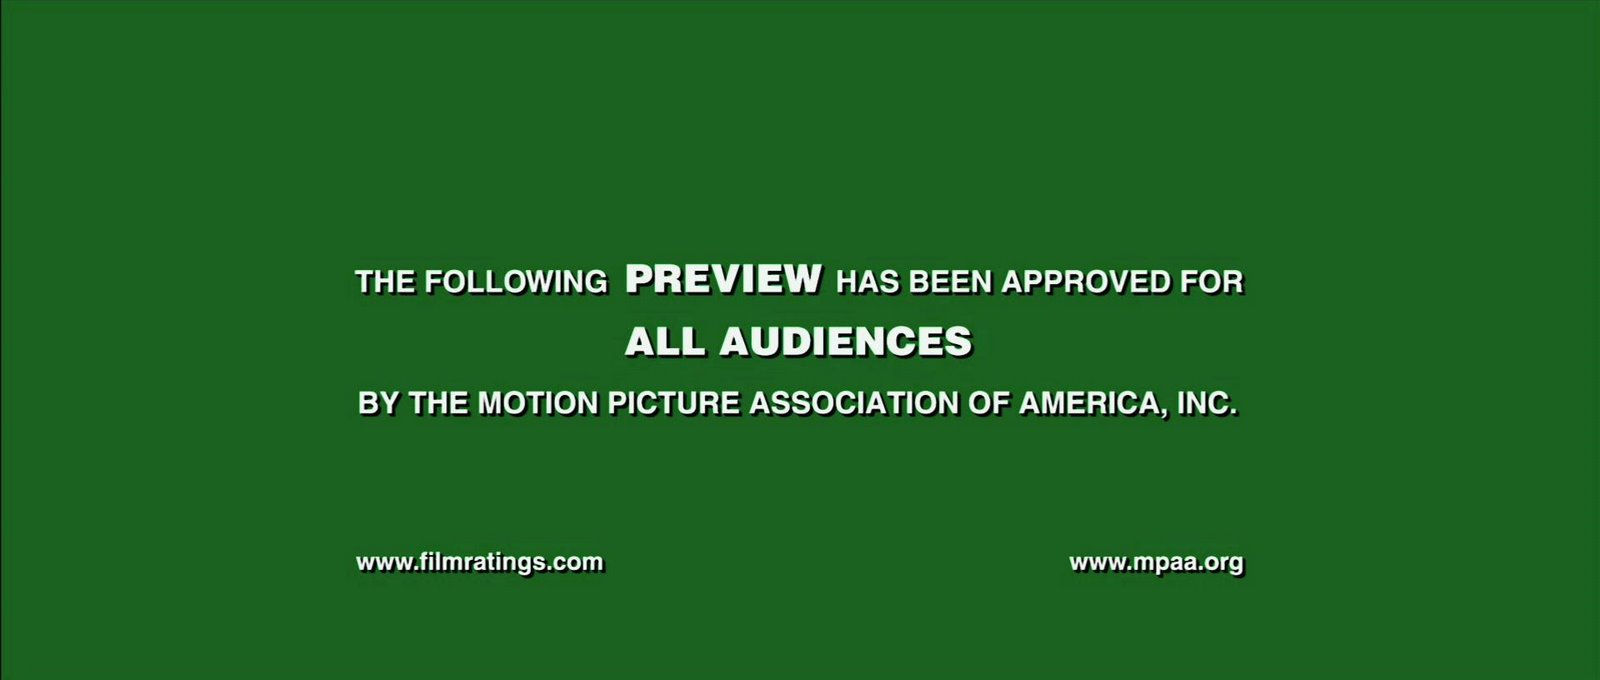 THE FOLLOWING PREVIEW HAS BEEN APPROVED FOR
ALL AUDIENCES
BY THE MOTION PICTURE ASSOCIATION OF AMERICA, INC.
www.filmratings.com
www.mpaa.org